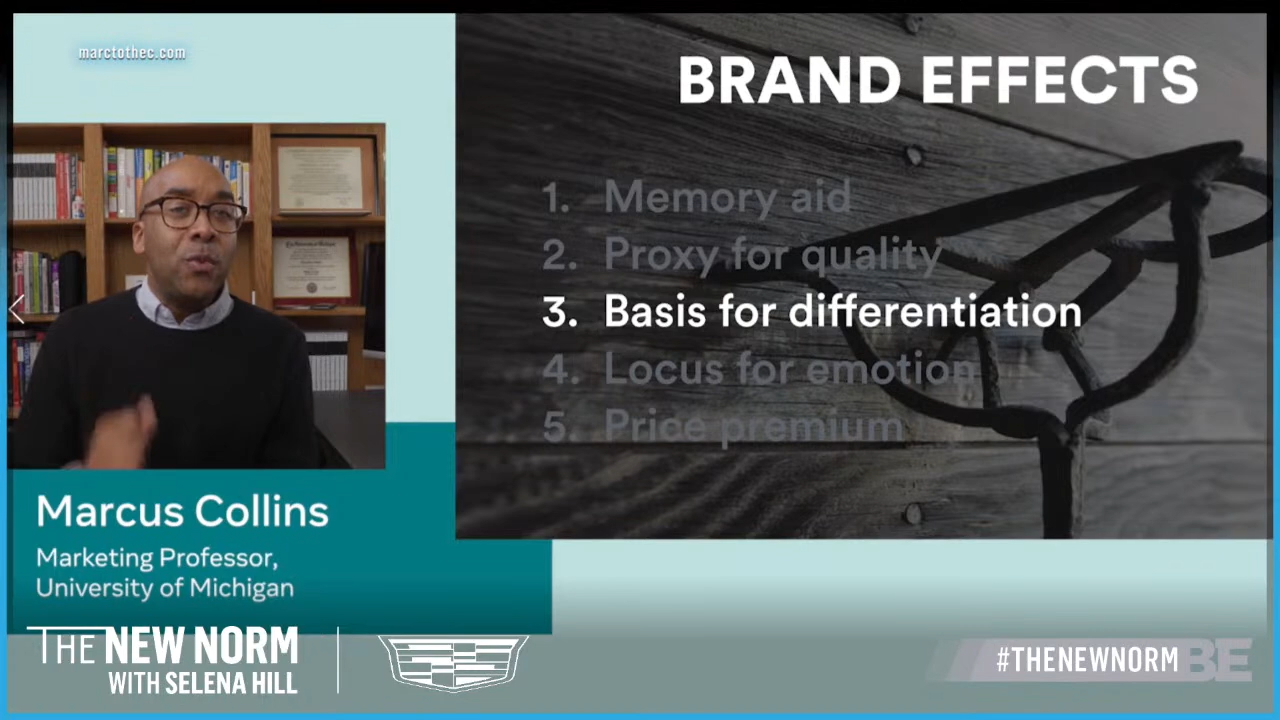 marctothec.com
BRAND EFFECTS
1. Memory aid
2. Proxy for quality
3. Basis for differentiation
4. Locus for emotion
5. Price premium
Marcus Collins
Marketing Professor,
University of Michigan
THE NEW NORM
WITH SELENA HILL
#THENEWNORM
BE